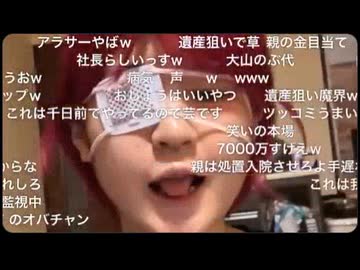 アラサーやばw 遺産狙いで草 親の金目当て
社長らしいっすw 大山のぶ代
うおw 病気 声 w www
ップw おしょうはいいやつ 遺産狙い魔界w
これは千日前でやってるので芸です ツッコミうまい
笑いの本場
7000万すげえw
からな 親は処置入院させろよ手遅
れしろ これは我
監視中
のオバチャン